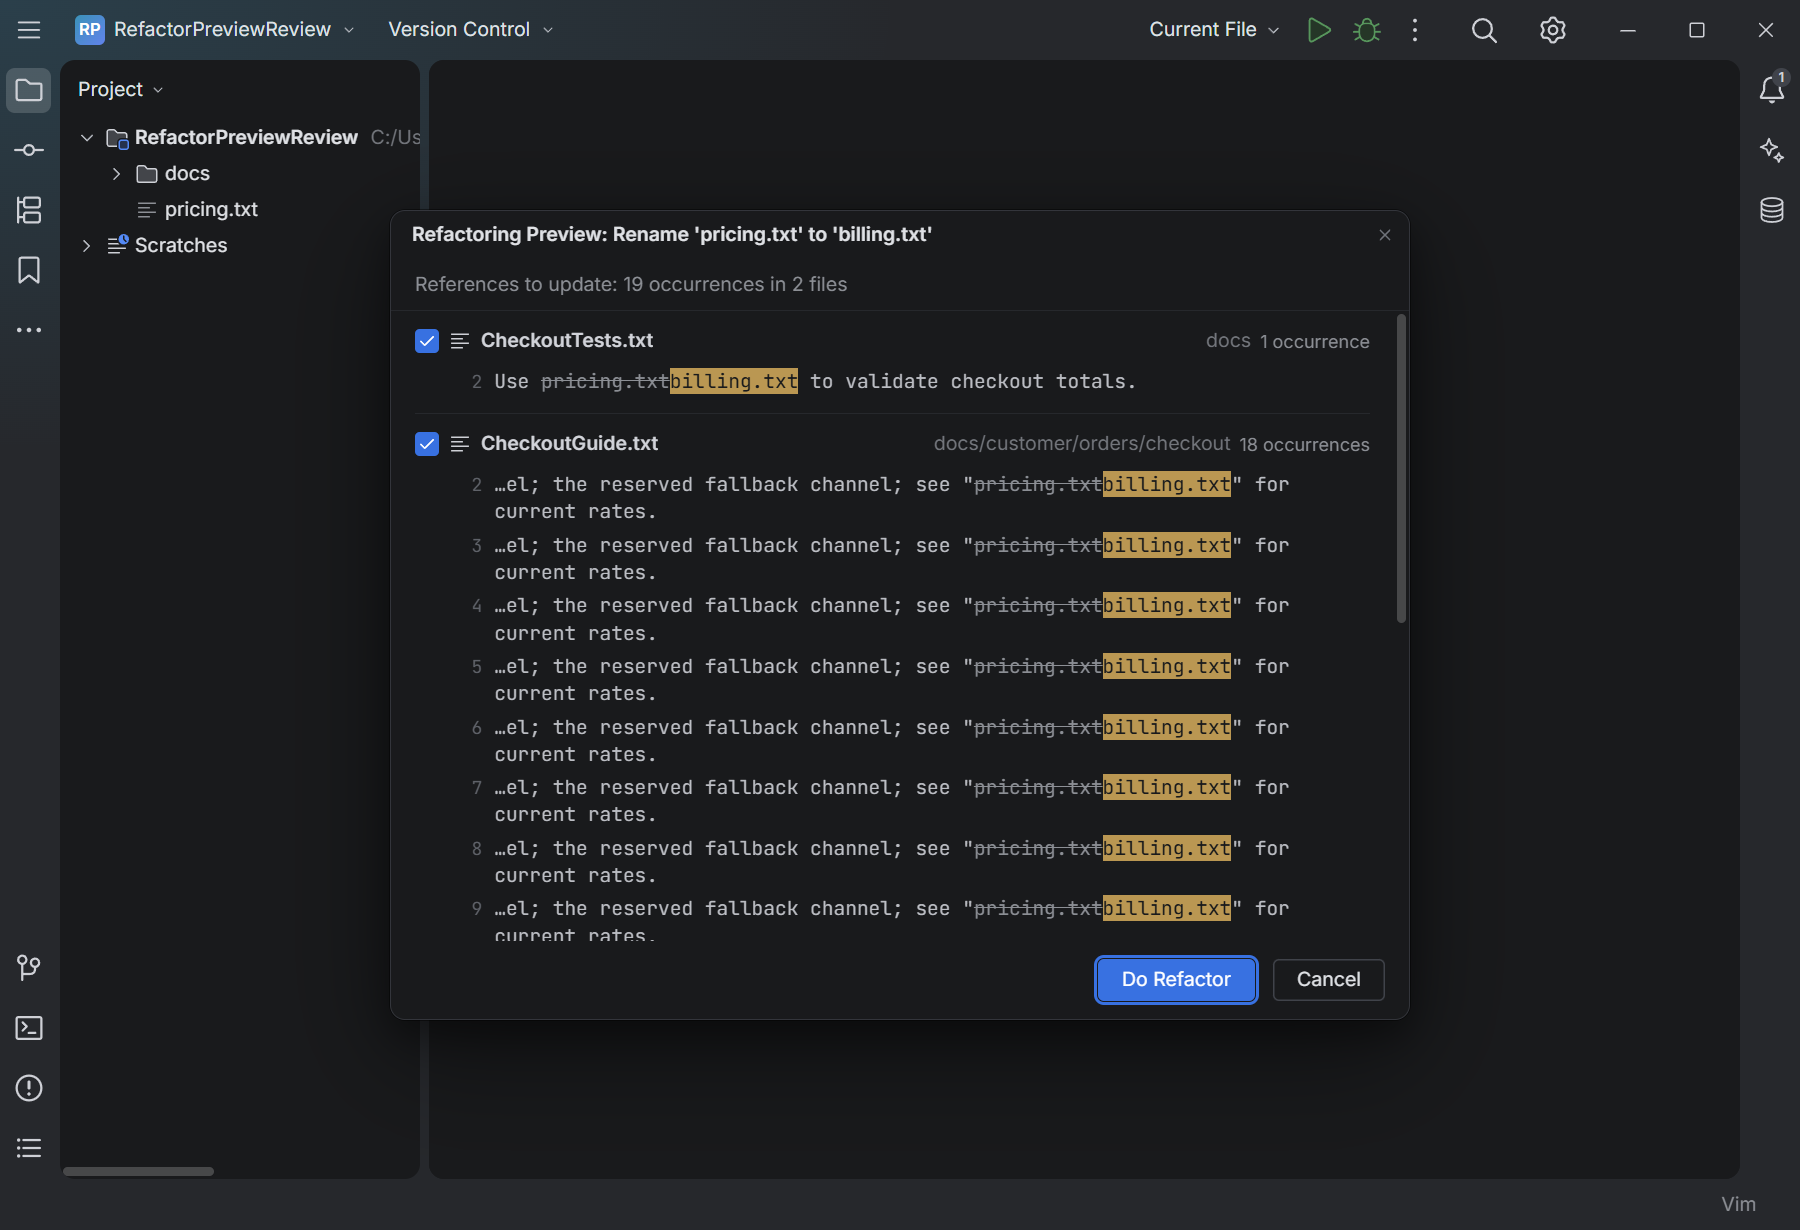 RP RefactorPreviewReview Version Control Current File
Project
RefactorPreviewReview C:/Us
docs
pricing.txt
Scratches
1
Refactoring Preview: Rename 'pricing.txt' to 'billing.txt'
References to update: 19 occurrences in 2 files
CheckoutTests.txt docs 1 occurrence
2 Use pricing.txtbilling.txt to validate checkout totals.
CheckoutGuide.txt docs/customer/orders/checkout 18 occurrences
2 …el; the reserved fallback channel; see "pricing.txtbilling.txt" for
current rates.
3 …el; the reserved fallback channel; see "pricing.txtbilling.txt" for
current rates.
4 …el; the reserved fallback channel; see "pricing.txtbilling.txt" for
current rates.
5 …el; the reserved fallback channel; see "pricing.txtbilling.txt" for
current rates.
6 …el; the reserved fallback channel; see "pricing.txtbilling.txt" for
current rates.
7 …el; the reserved fallback channel; see "pricing.txtbilling.txt" for
current rates.
8 …el; the reserved fallback channel; see "pricing.txtbilling.txt" for
current rates.
9 …el; the reserved fallback channel; see "pricing.txtbilling.txt" for
current rates.
Do Refactor Cancel
Vim